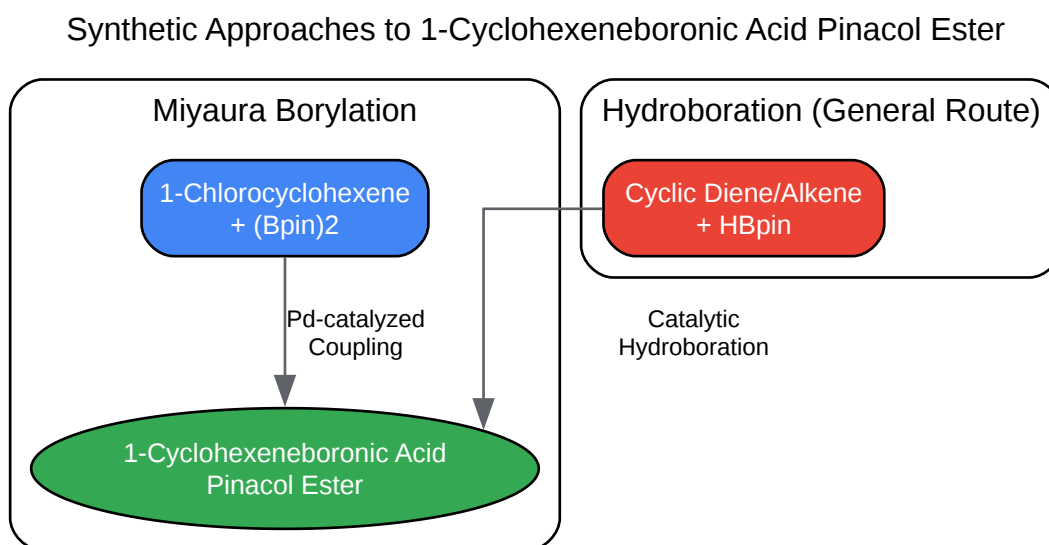 Synthetic Approaches to 1-Cyclohexeneboronic Acid Pinacol Ester
Miyaura Borylation
1-Chlorocyclohexene
+ (Bpin)2
Pd-catalyzed
Coupling
1-Cyclohexeneboronic Acid
Pinacol Ester
Hydroboration (General Route)
Cyclic Diene/Alkene
+ HBpin
Catalytic
Hydroboration